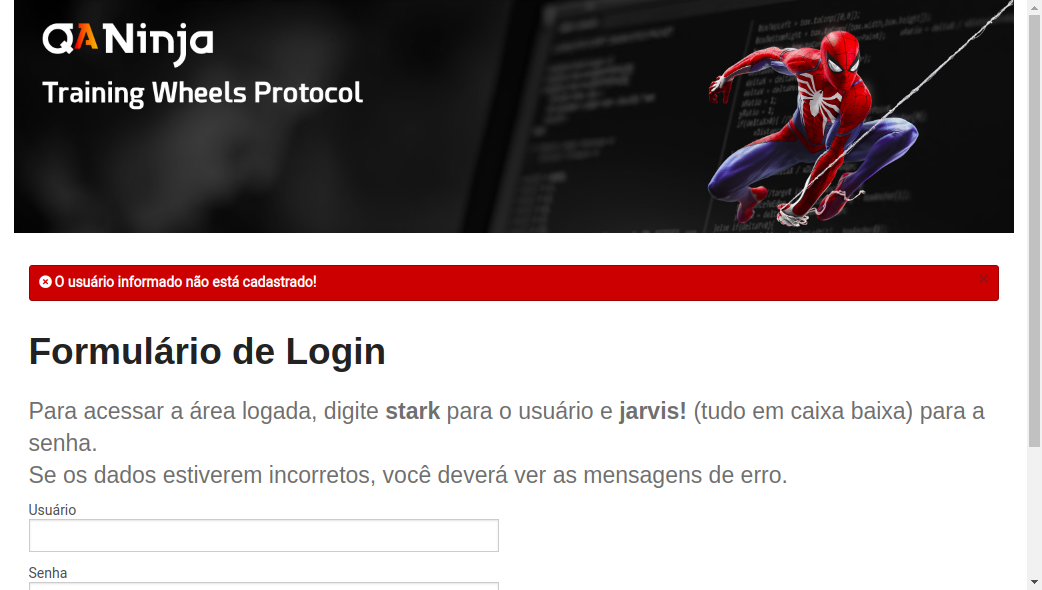 QANinja
Training Wheels Protocol
O usuário informado não está cadastrado!
Formulário de Login
Para acessar a área logada, digite stark para o usuário e jarvis! (tudo em caixa baixa) para a
senha.
Se os dados estiverem incorretos, você deverá ver as mensagens de erro.
Usuário
Senha